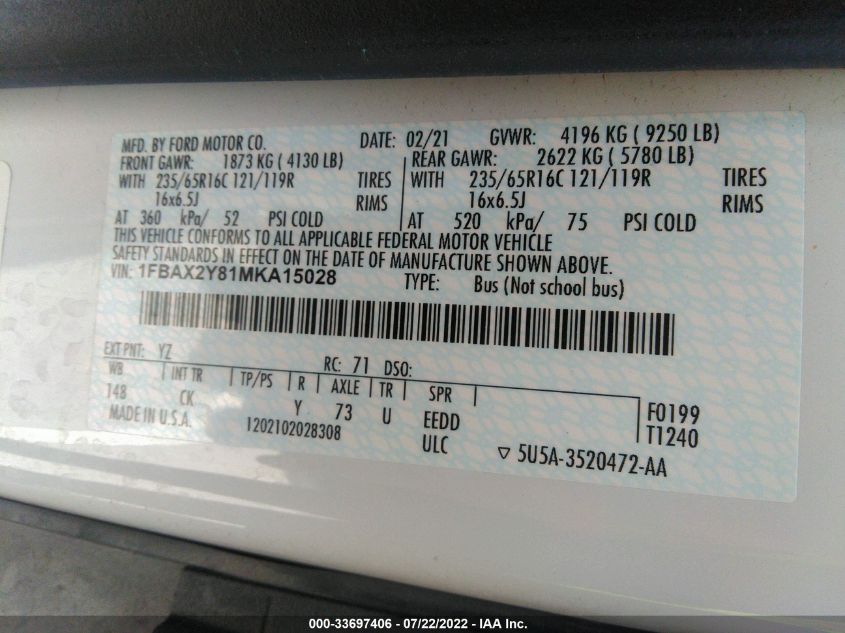 MFD. BY FORD MOTOR CO. DATE: 02/21 GVWR: 4196 KG ( 9250 LB)
FRONT GAWR: 1873 KG ( 4130 LB) REAR GAWR: 2622 KG ( 5780 LB)
WITH 235/65R16C 121/119R TIRES WITH 235/65R16C 121/119R TIRES
16x6.5J RIMS 16x6.5J RIMS
AT 360 kPa/ 52 PSI COLD AT 520 kPa/ 75 PSI COLD
THIS VEHICLE CONFORMS TO ALL APPLICABLE FEDERAL MOTOR VEHICLE
SAFETY STANDARDS IN EFFECT ON THE DATE OF MANUFACTURE SHOWN ABOVE.
VIN: 1FBAX2Y81MKA15028 TYPE: Bus (Not school bus)
EXT PNT: YZ RC: 71 DSO:
WB INT TR TP/PS R AXLE TR SPR
148 CK Y 73 U EEDD F0199
MADE IN U.S.A. 1202102028308 ULC T1240
5U5A-3520472-AA
000-33697406 - 07/22/2022 - IAA Inc.